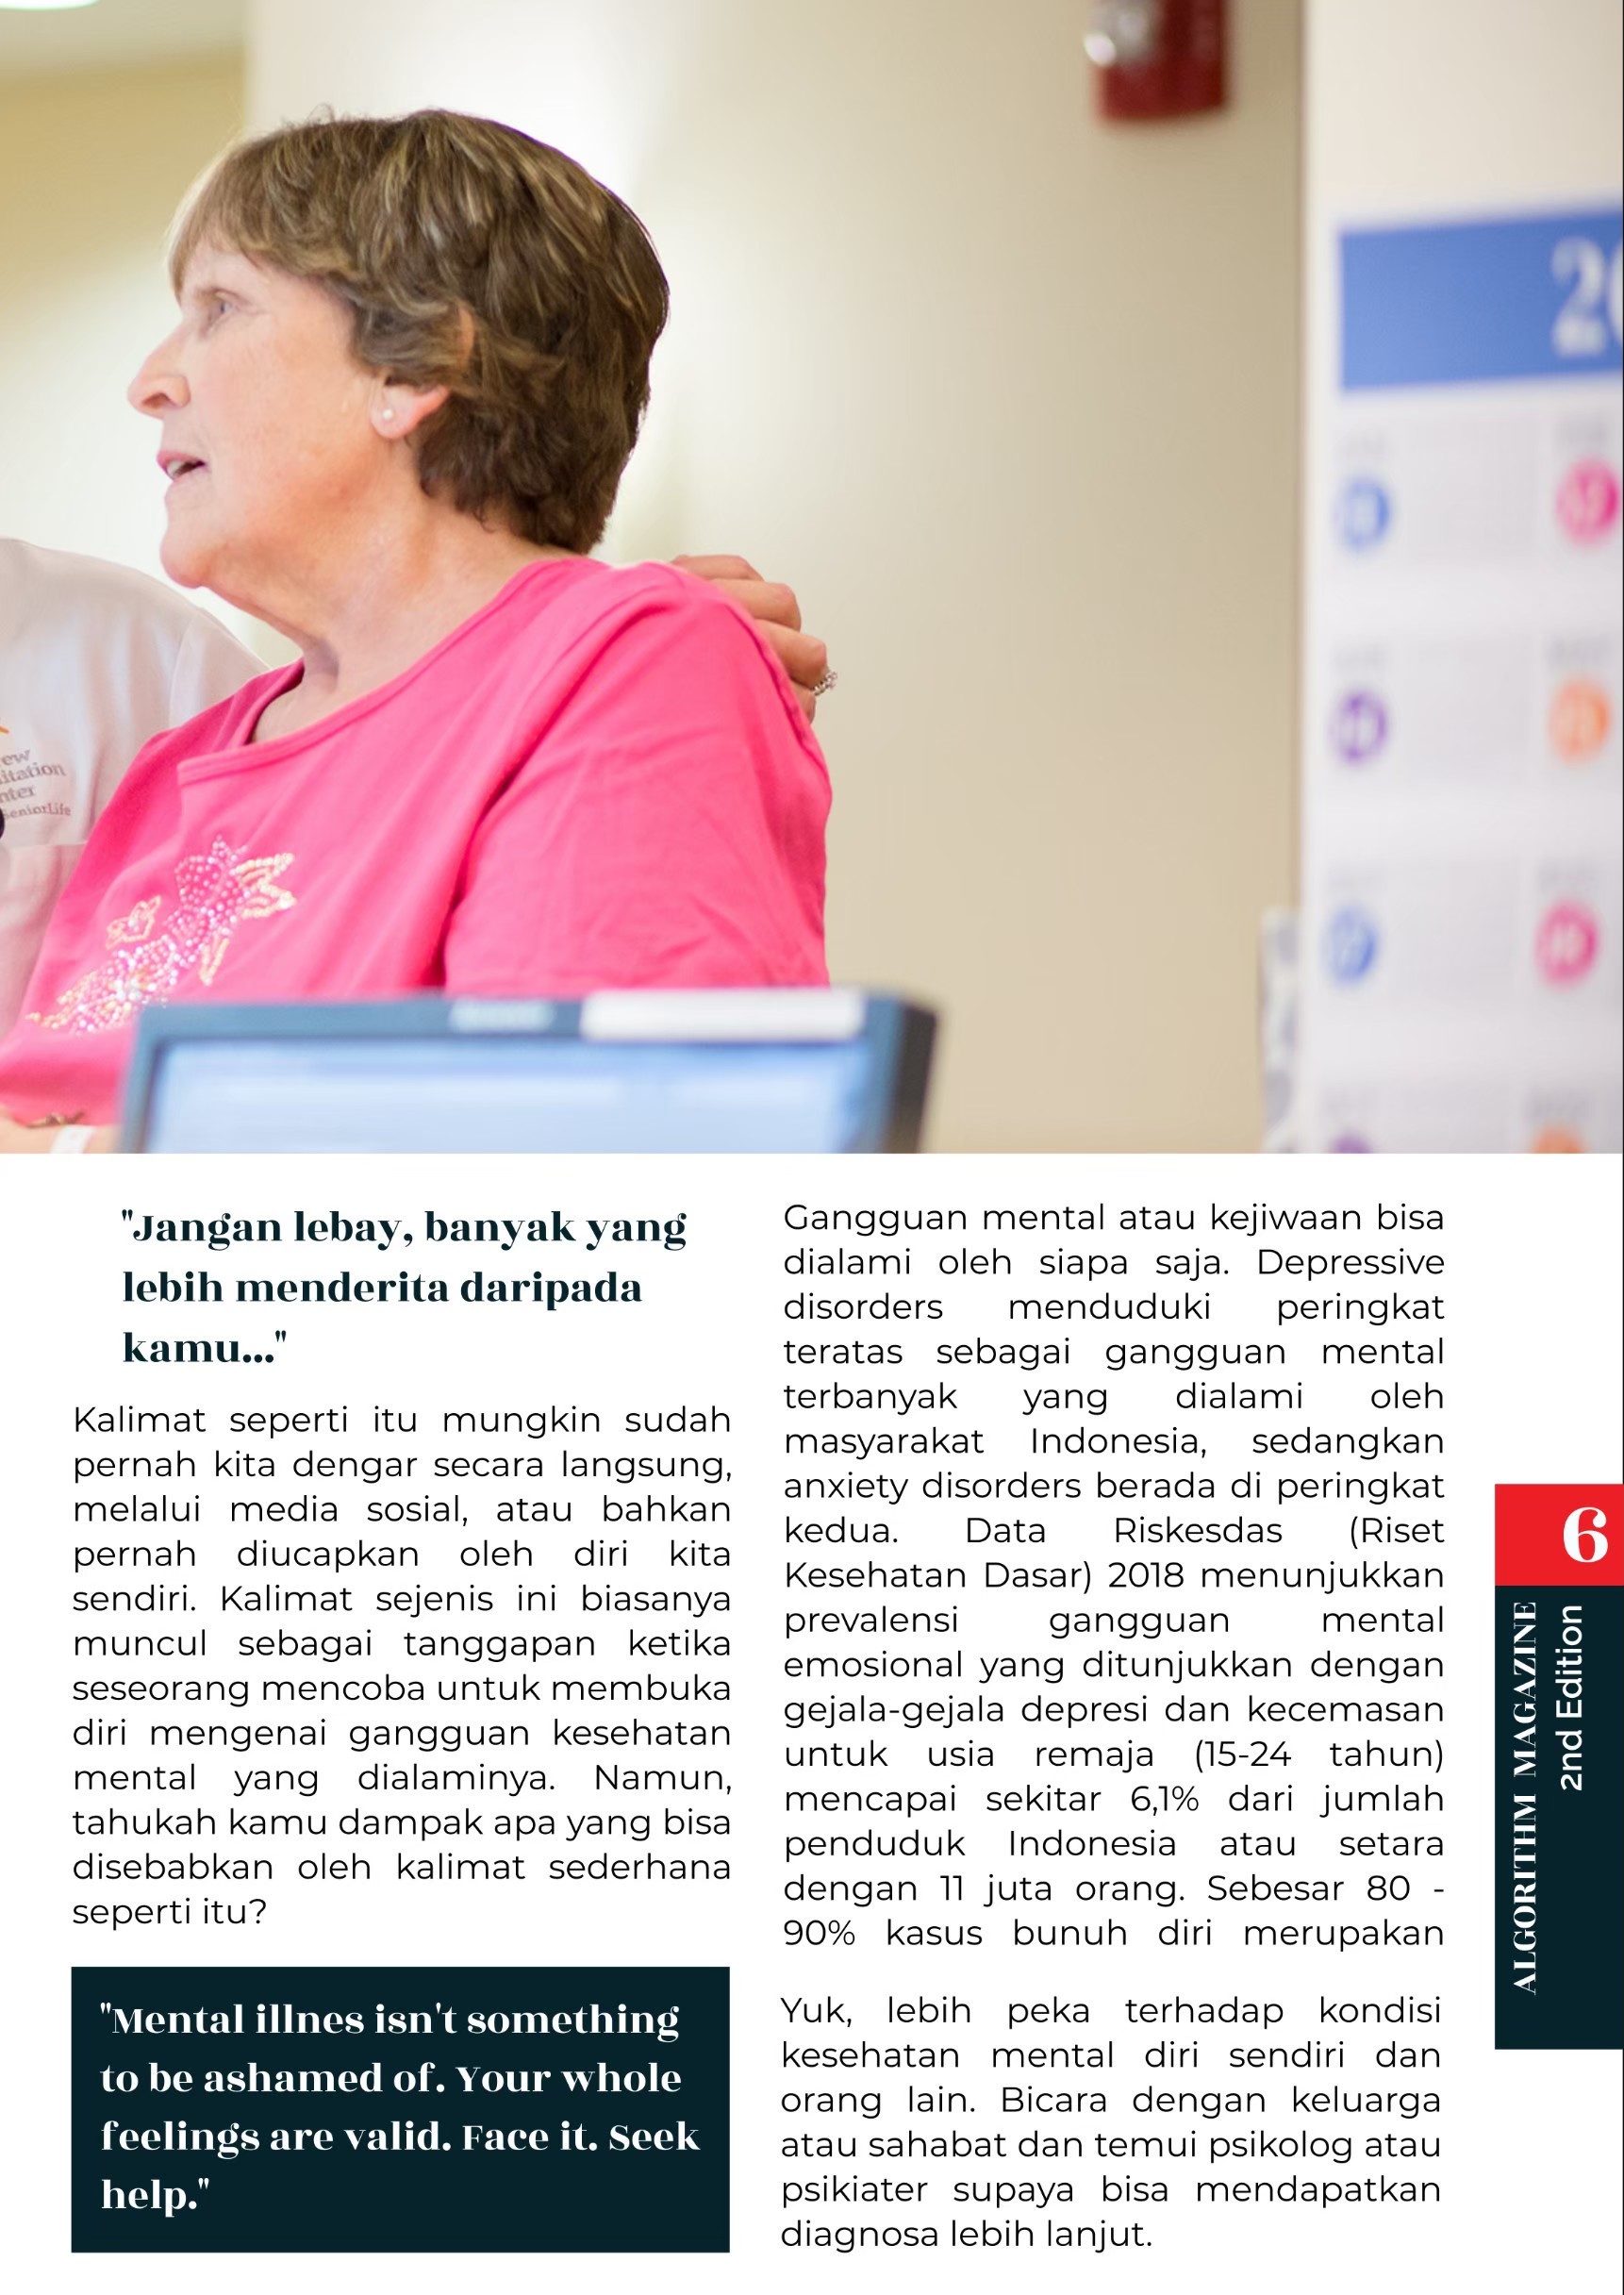 ew
itation
nter
SeniorLife
"Jangan lebay, banyak yang
lebih menderita daripada
kamu..."
Kalimat seperti itu mungkin sudah
pernah kita dengar secara langsung,
melalui media sosial, atau bahkan
pernah diucapkan oleh diri kita
sendiri. Kalimat sejenis ini biasanya
muncul sebagai tanggapan ketika
seseorang mencoba untuk membuka
diri mengenai gangguan kesehatan
mental yang dialaminya. Namun,
tahukah kamu dampak apa yang bisa
disebabkan oleh kalimat sederhana
seperti itu?
"Mental illnes isn't something
to be ashamed of. Your whole
feelings are valid. Face it. Seek
help."
Gangguan mental atau kejiwaan bisa
dialami oleh siapa saja. Depressive
disorders menduduki peringkat
teratas sebagai gangguan mental
terbanyak yang dialami oleh
masyarakat Indonesia, sedangkan
anxiety disorders berada di peringkat
kedua. Data Riskesdas (Riset
Kesehatan Dasar) 2018 menunjukkan
prevalensi gangguan mental
emosional yang ditunjukkan dengan
gejala-gejala depresi dan kecemasan
untuk usia remaja (15-24 tahun)
mencapai sekitar 6,1% dari jumlah
penduduk Indonesia atau setara
dengan 11 juta orang. Sebesar 80 -
90% kasus bunuh diri merupakan
Yuk, lebih peka terhadap kondisi
kesehatan mental diri sendiri dan
orang lain. Bicara dengan keluarga
atau sahabat dan temui psikolog atau
psikiater supaya bisa mendapatkan
diagnosa lebih lanjut.
6
ALGORITHM MAGAZINE
2nd Edition